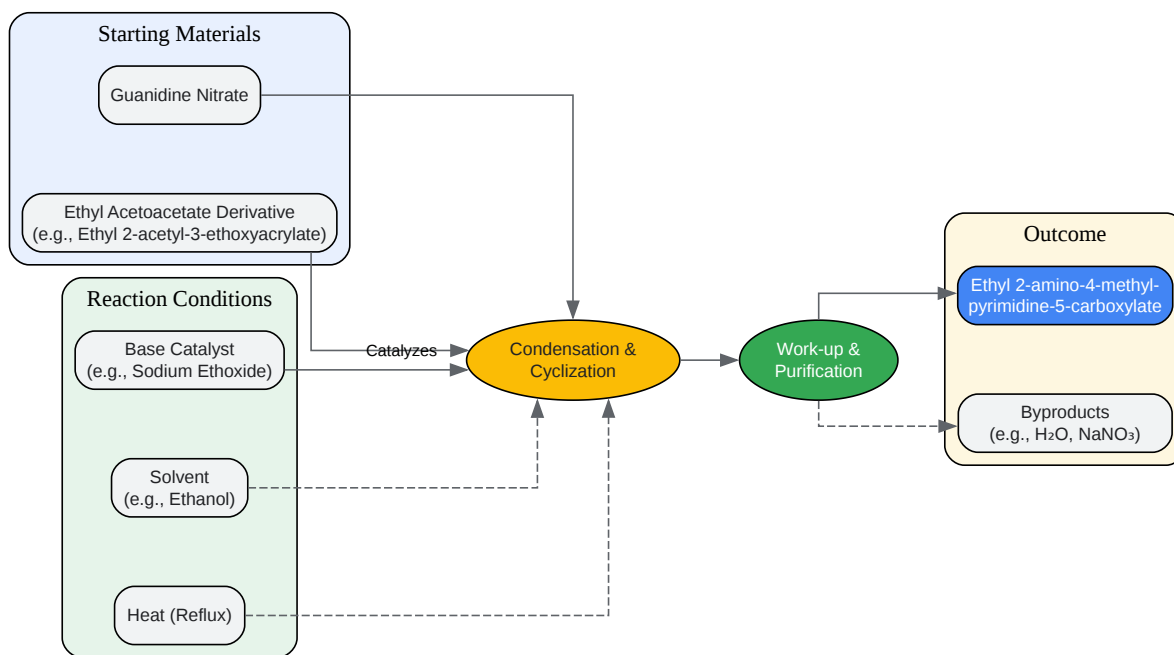 Starting Materials
Guanidine Nitrate
Ethyl Acetoacetate Derivative
(e.g., Ethyl 2-acetyl-3-ethoxyacrylate)
Reaction Conditions
Base Catalyst
(e.g., Sodium Ethoxide)
Solvent
(e.g., Ethanol)
Heat (Reflux)
Catalyzes
Condensation &
Cyclization
Work-up &
Purification
Outcome
Ethyl 2-amino-4-methyl-
pyrimidine-5-carboxylate
Byproducts
(e.g., H₂O, NaNO₃)